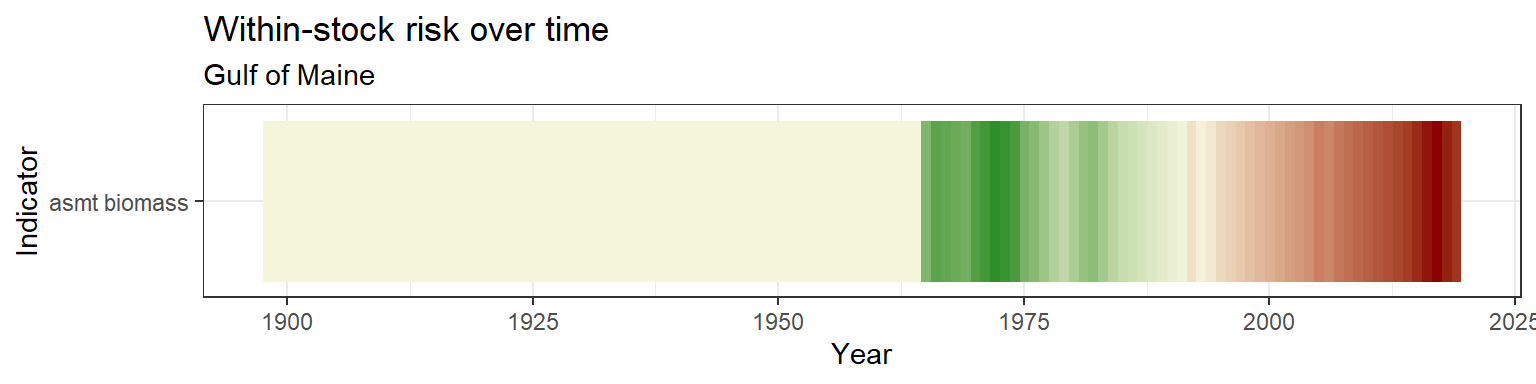 Within-stock risk over time
Gulf of Maine
Indicator
asmt biomass
1900 1925 1950 1975 2000 2025
Year